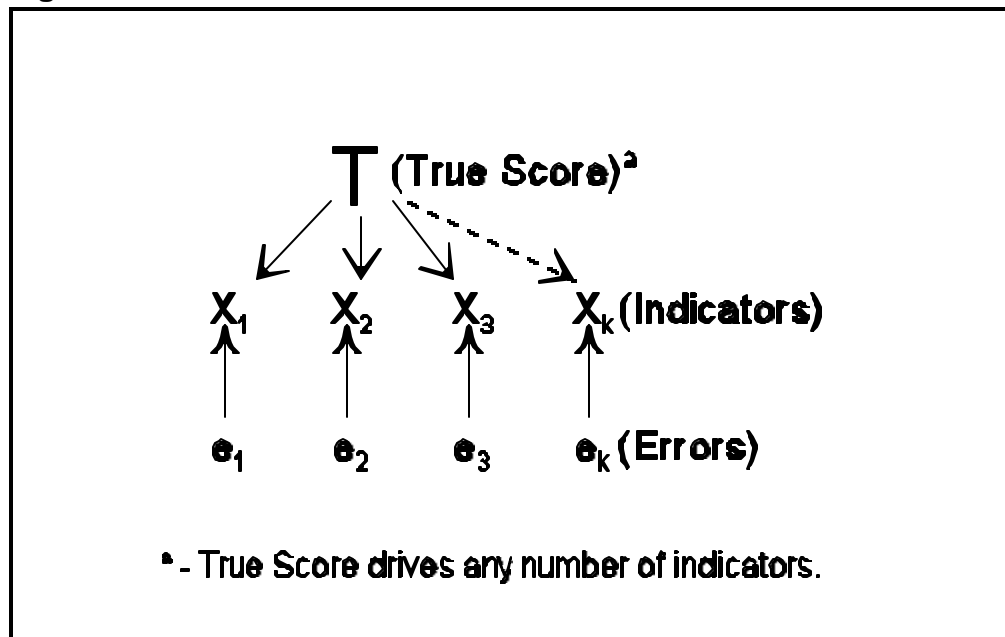 T (True Score)ᵃ
X₁ X₂ X₃ Xₖ (Indicators)
e₁ e₂ e₃ eₖ (Errors)
ᵃ - True Score drives any number of indicators.